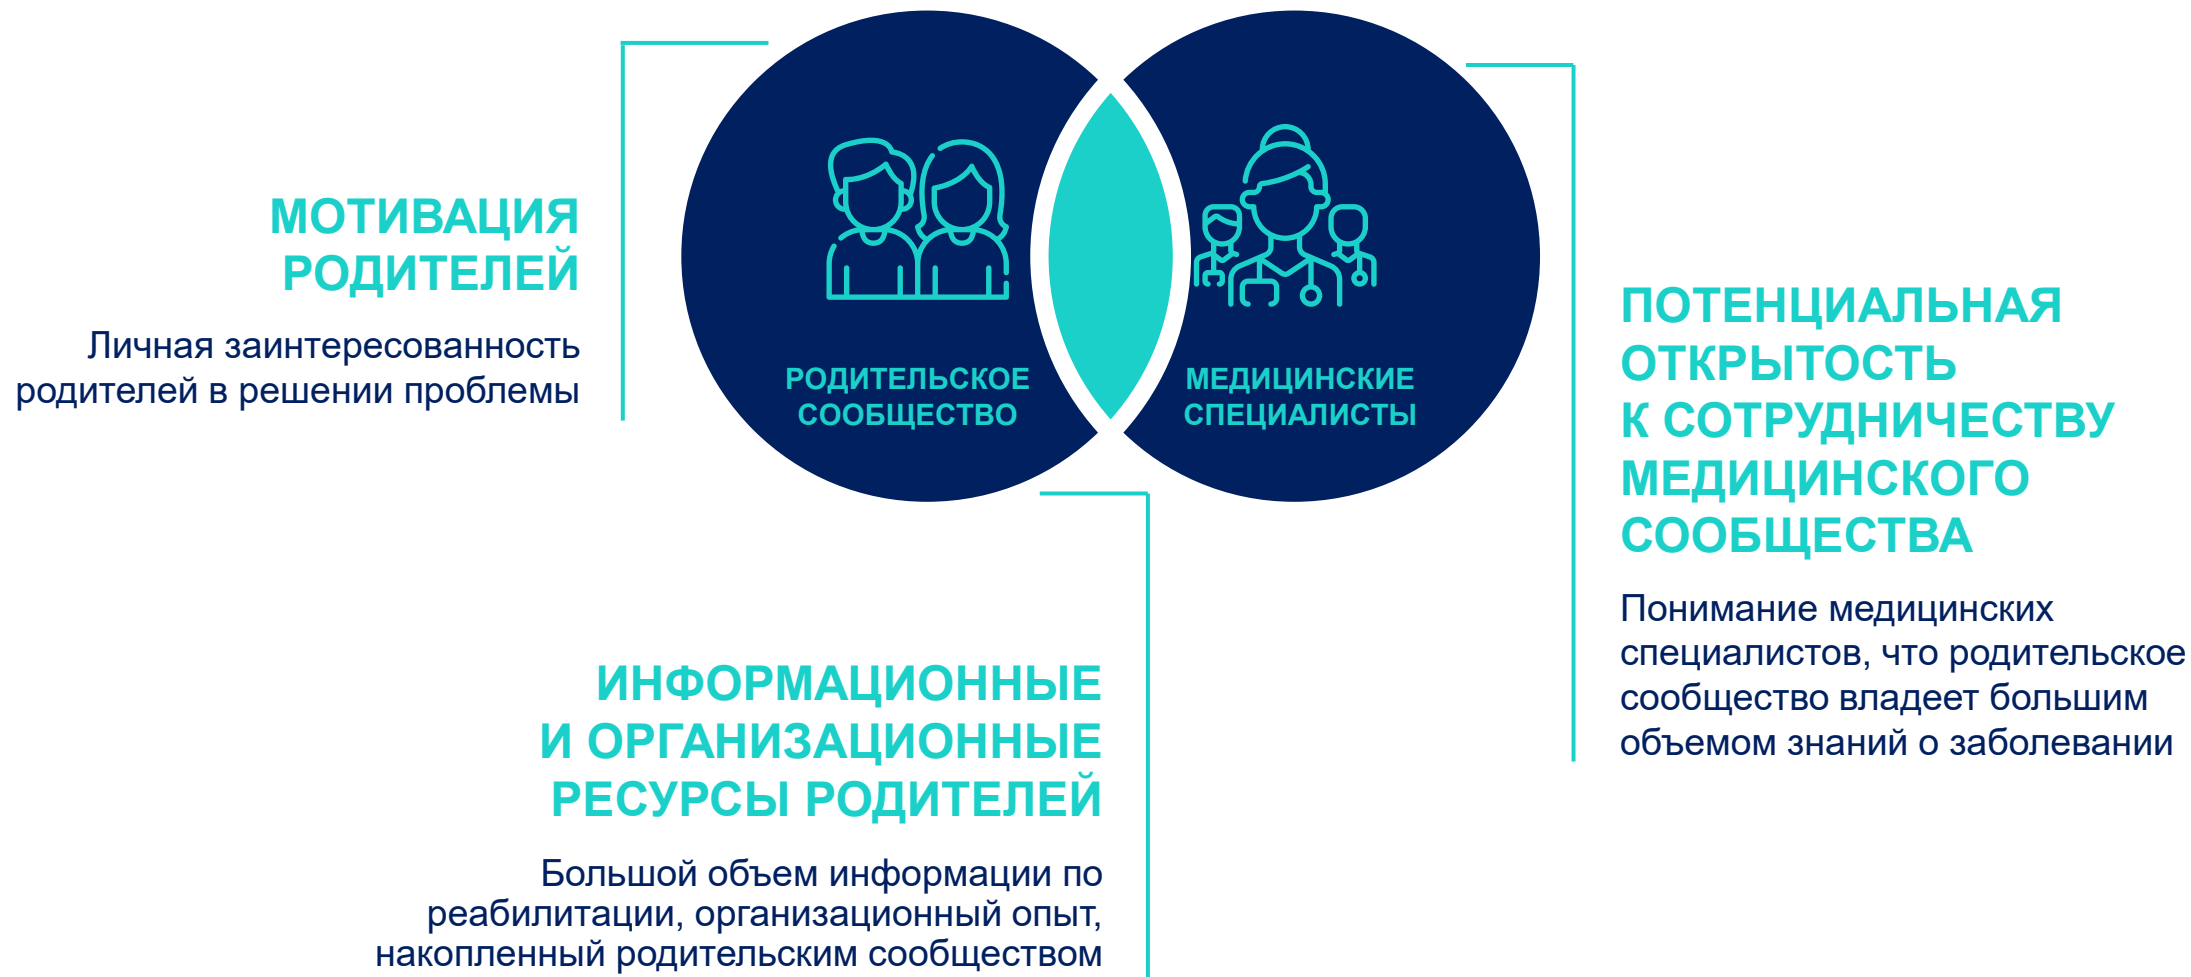 МОТИВАЦИЯ
РОДИТЕЛЕЙ
Личная заинтересованность
родителей в решении проблемы
РОДИТЕЛЬСКОЕ
СООБЩЕСТВО
МЕДИЦИНСКИЕ
СПЕЦИАЛИСТЫ
ПОТЕНЦИАЛЬНАЯ
ОТКРЫТОСТЬ
К СОТРУДНИЧЕСТВУ
МЕДИЦИНСКОГО
СООБЩЕСТВА
Понимание медицинских
специалистов, что родительское
сообщество владеет большим
объемом знаний о заболевании
ИНФОРМАЦИОННЫЕ
И ОРГАНИЗАЦИОННЫЕ
РЕСУРСЫ РОДИТЕЛЕЙ
Большой объем информации по
реабилитации, организационный опыт,
накопленный родительским сообществом